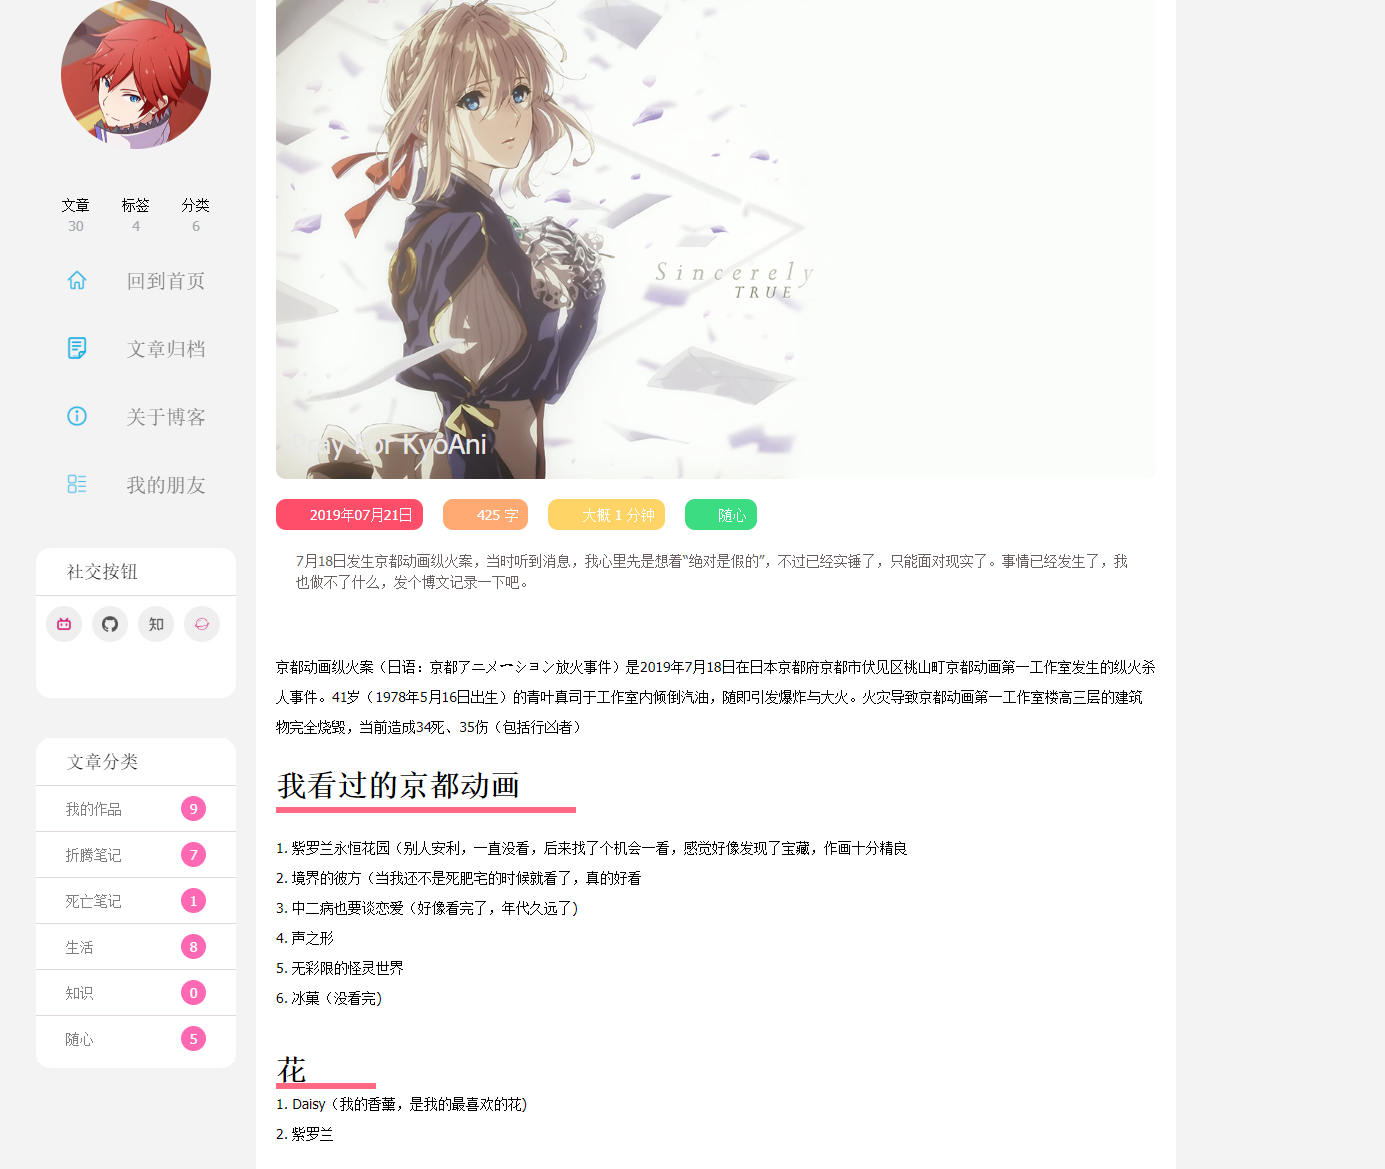 文章 标签 分类
30 4 6
回到首页
文章归档
关于博客
我的朋友
社交按钮
知
文章分类
我的作品 9
折腾笔记 7
死亡笔记 1
生活 8
知识 0
随心 5
Sincerely
TRUE
Pray For KyoAni
2019年07月21日 425 字 大概 1 分钟 随心
7月18日发生京都动画纵火案，当时听到消息，我心里先是想着“绝对是假的”，不过已经实锤了，只能面对现实了。事情已经发生了，我
也做不了什么，发个博文记录一下吧。
京都动画纵火案（日语：京都アニメーション放火事件）是2019年7月18日在日本京都府京都市伏见区桃山町京都动画第一工作室发生的纵火杀
人事件。41岁（1978年5月16日出生）的青叶真司于工作室内倾倒汽油，随即引发爆炸与大火。火灾导致京都动画第一工作室楼高三层的建筑
物完全烧毁，当前造成34死、35伤（包括行凶者）
我看过的京都动画
1. 紫罗兰永恒花园（别人安利，一直没看，后来找了个机会一看，感觉好像发现了宝藏，作画十分精良
2. 境界的彼方（当我还不是死肥宅的时候就看了，真的好看
3. 中二病也要谈恋爱（好像看完了，年代久远了)
4. 声之形
5. 无彩限的怪灵世界
6. 冰菓（没看完)
花
1. Daisy（我的香薰，是我的最喜欢的花)
2. 紫罗兰